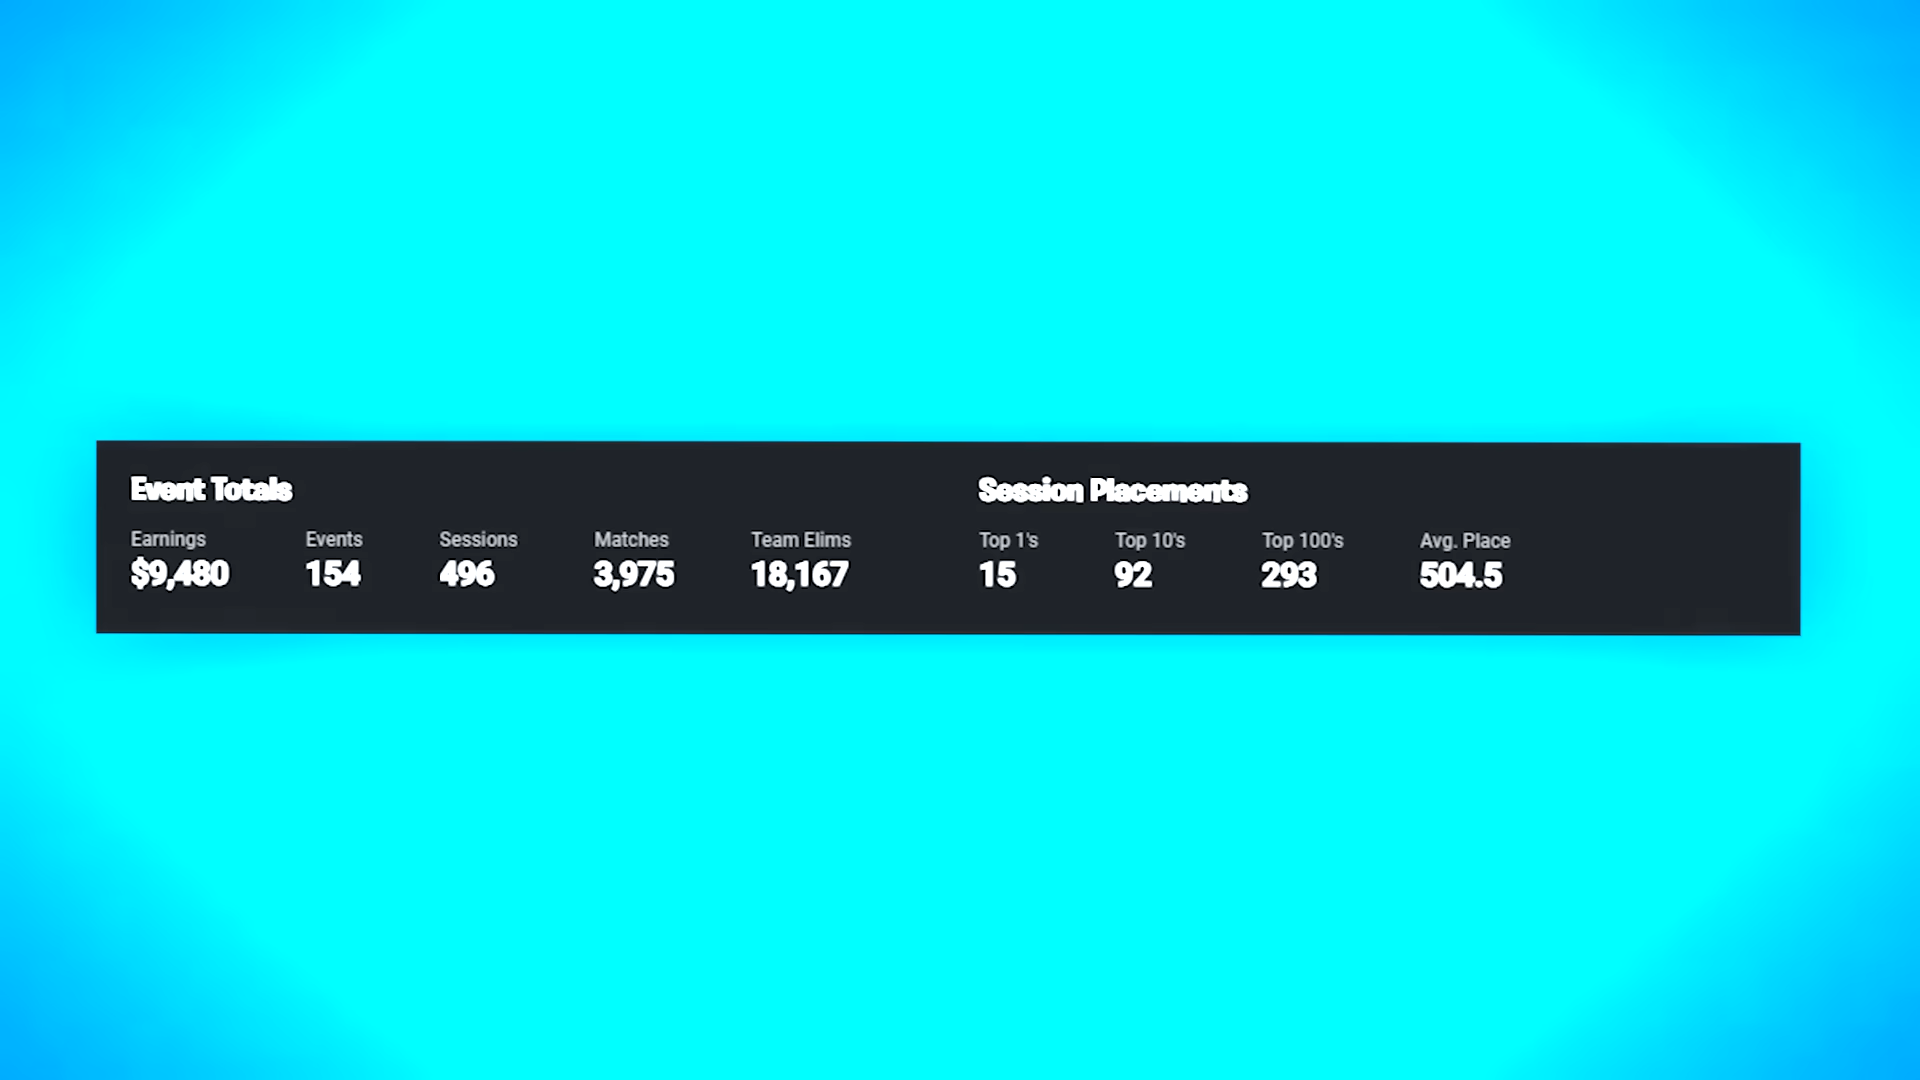 Event Totals
Earnings Events Sessions Matches Team Elims
$9,480 154 496 3,975 18,167
Session Placements
Top 1's Top 10's Top 100's Avg. Place
15 92 293 504.5